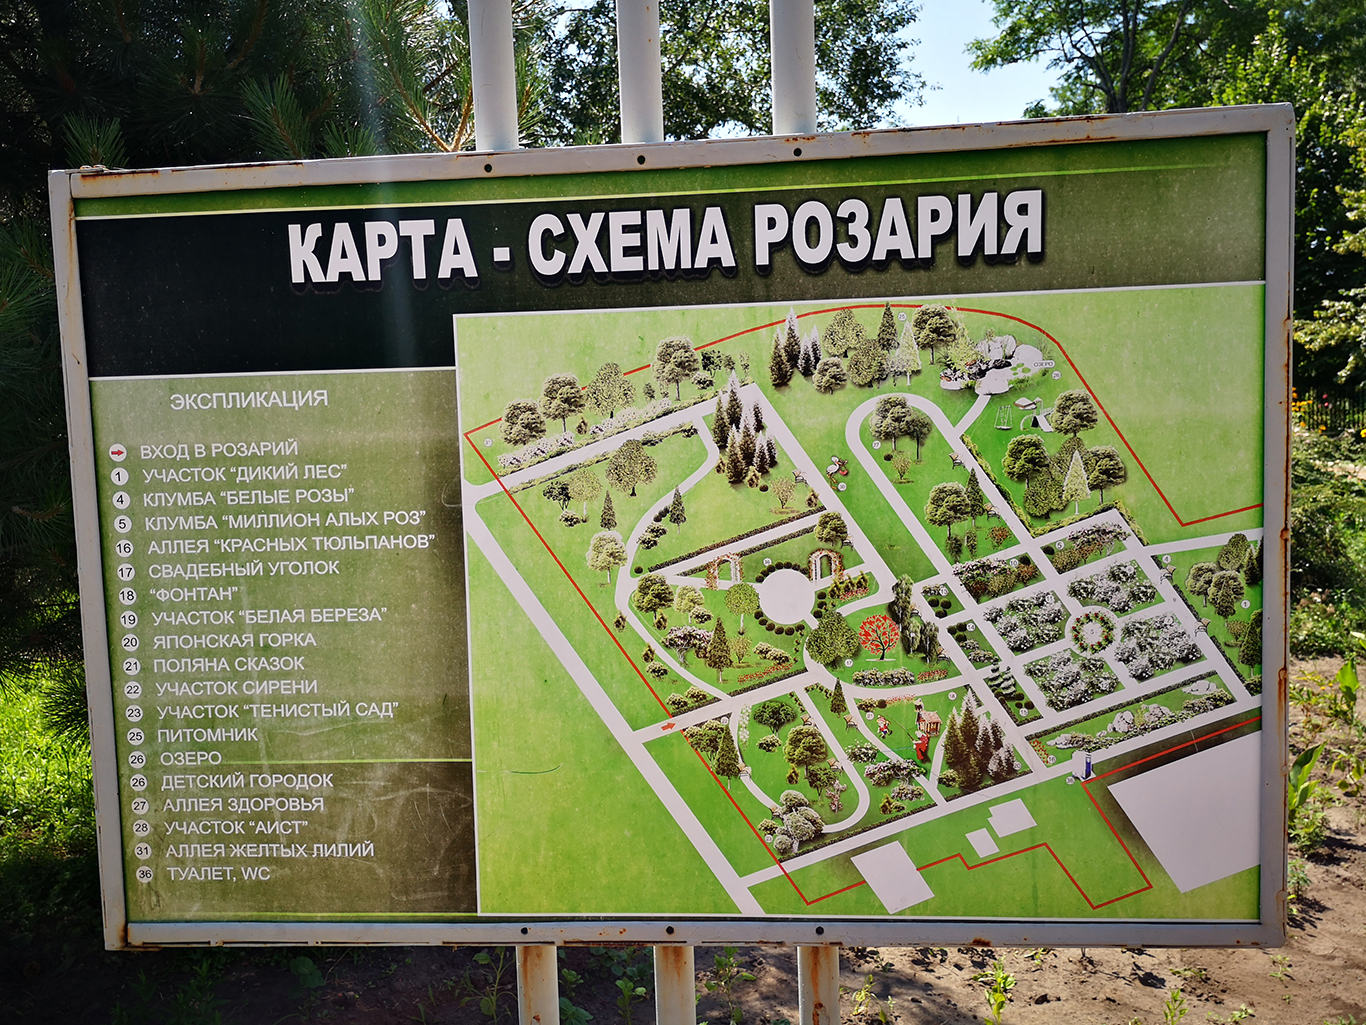 КАРТА - СХЕМА РОЗАРИЯ
ЭКСПЛИКАЦИЯ
ВХОД В РОЗАРИЙ
1 УЧАСТОК "ДИКИЙ ЛЕС"
4 КЛУМБА "БЕЛЫЕ РОЗЫ"
5 КЛУМБА "МИЛЛИОН АЛЫХ РОЗ"
16 АЛЛЕЯ "КРАСНЫХ ТЮЛЬПАНОВ"
17 СВАДЕБНЫЙ УГОЛОК
18 "ФОНТАН"
19 УЧАСТОК "БЕЛАЯ БЕРЕЗА"
20 ЯПОНСКАЯ ГОРКА
21 ПОЛЯНА СКАЗОК
22 УЧАСТОК СИРЕНИ
23 УЧАСТОК "ТЕНИСТЫЙ САД"
25 ПИТОМНИК
26 ОЗЕРО
26 ДЕТСКИЙ ГОРОДОК
27 АЛЛЕЯ ЗДОРОВЬЯ
28 УЧАСТОК "АИСТ"
31 АЛЛЕЯ ЖЕЛТЫХ ЛИЛИЙ
36 ТУАЛЕТ, WC
ОЗЕРО